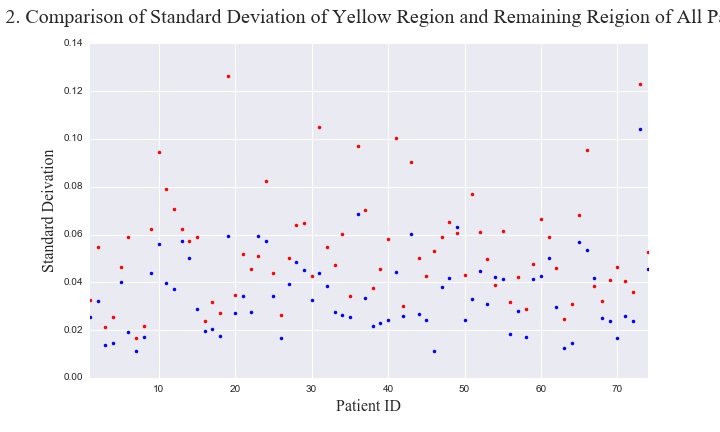 2. Comparison of Standard Deviation of Yellow Region and Remaining Reigion of All Pa
0.14
0.12
0.10
0.08
0.06
0.04
0.02
0.00
Standard Deivation
10 20 30 40 50 60 70
Patient ID